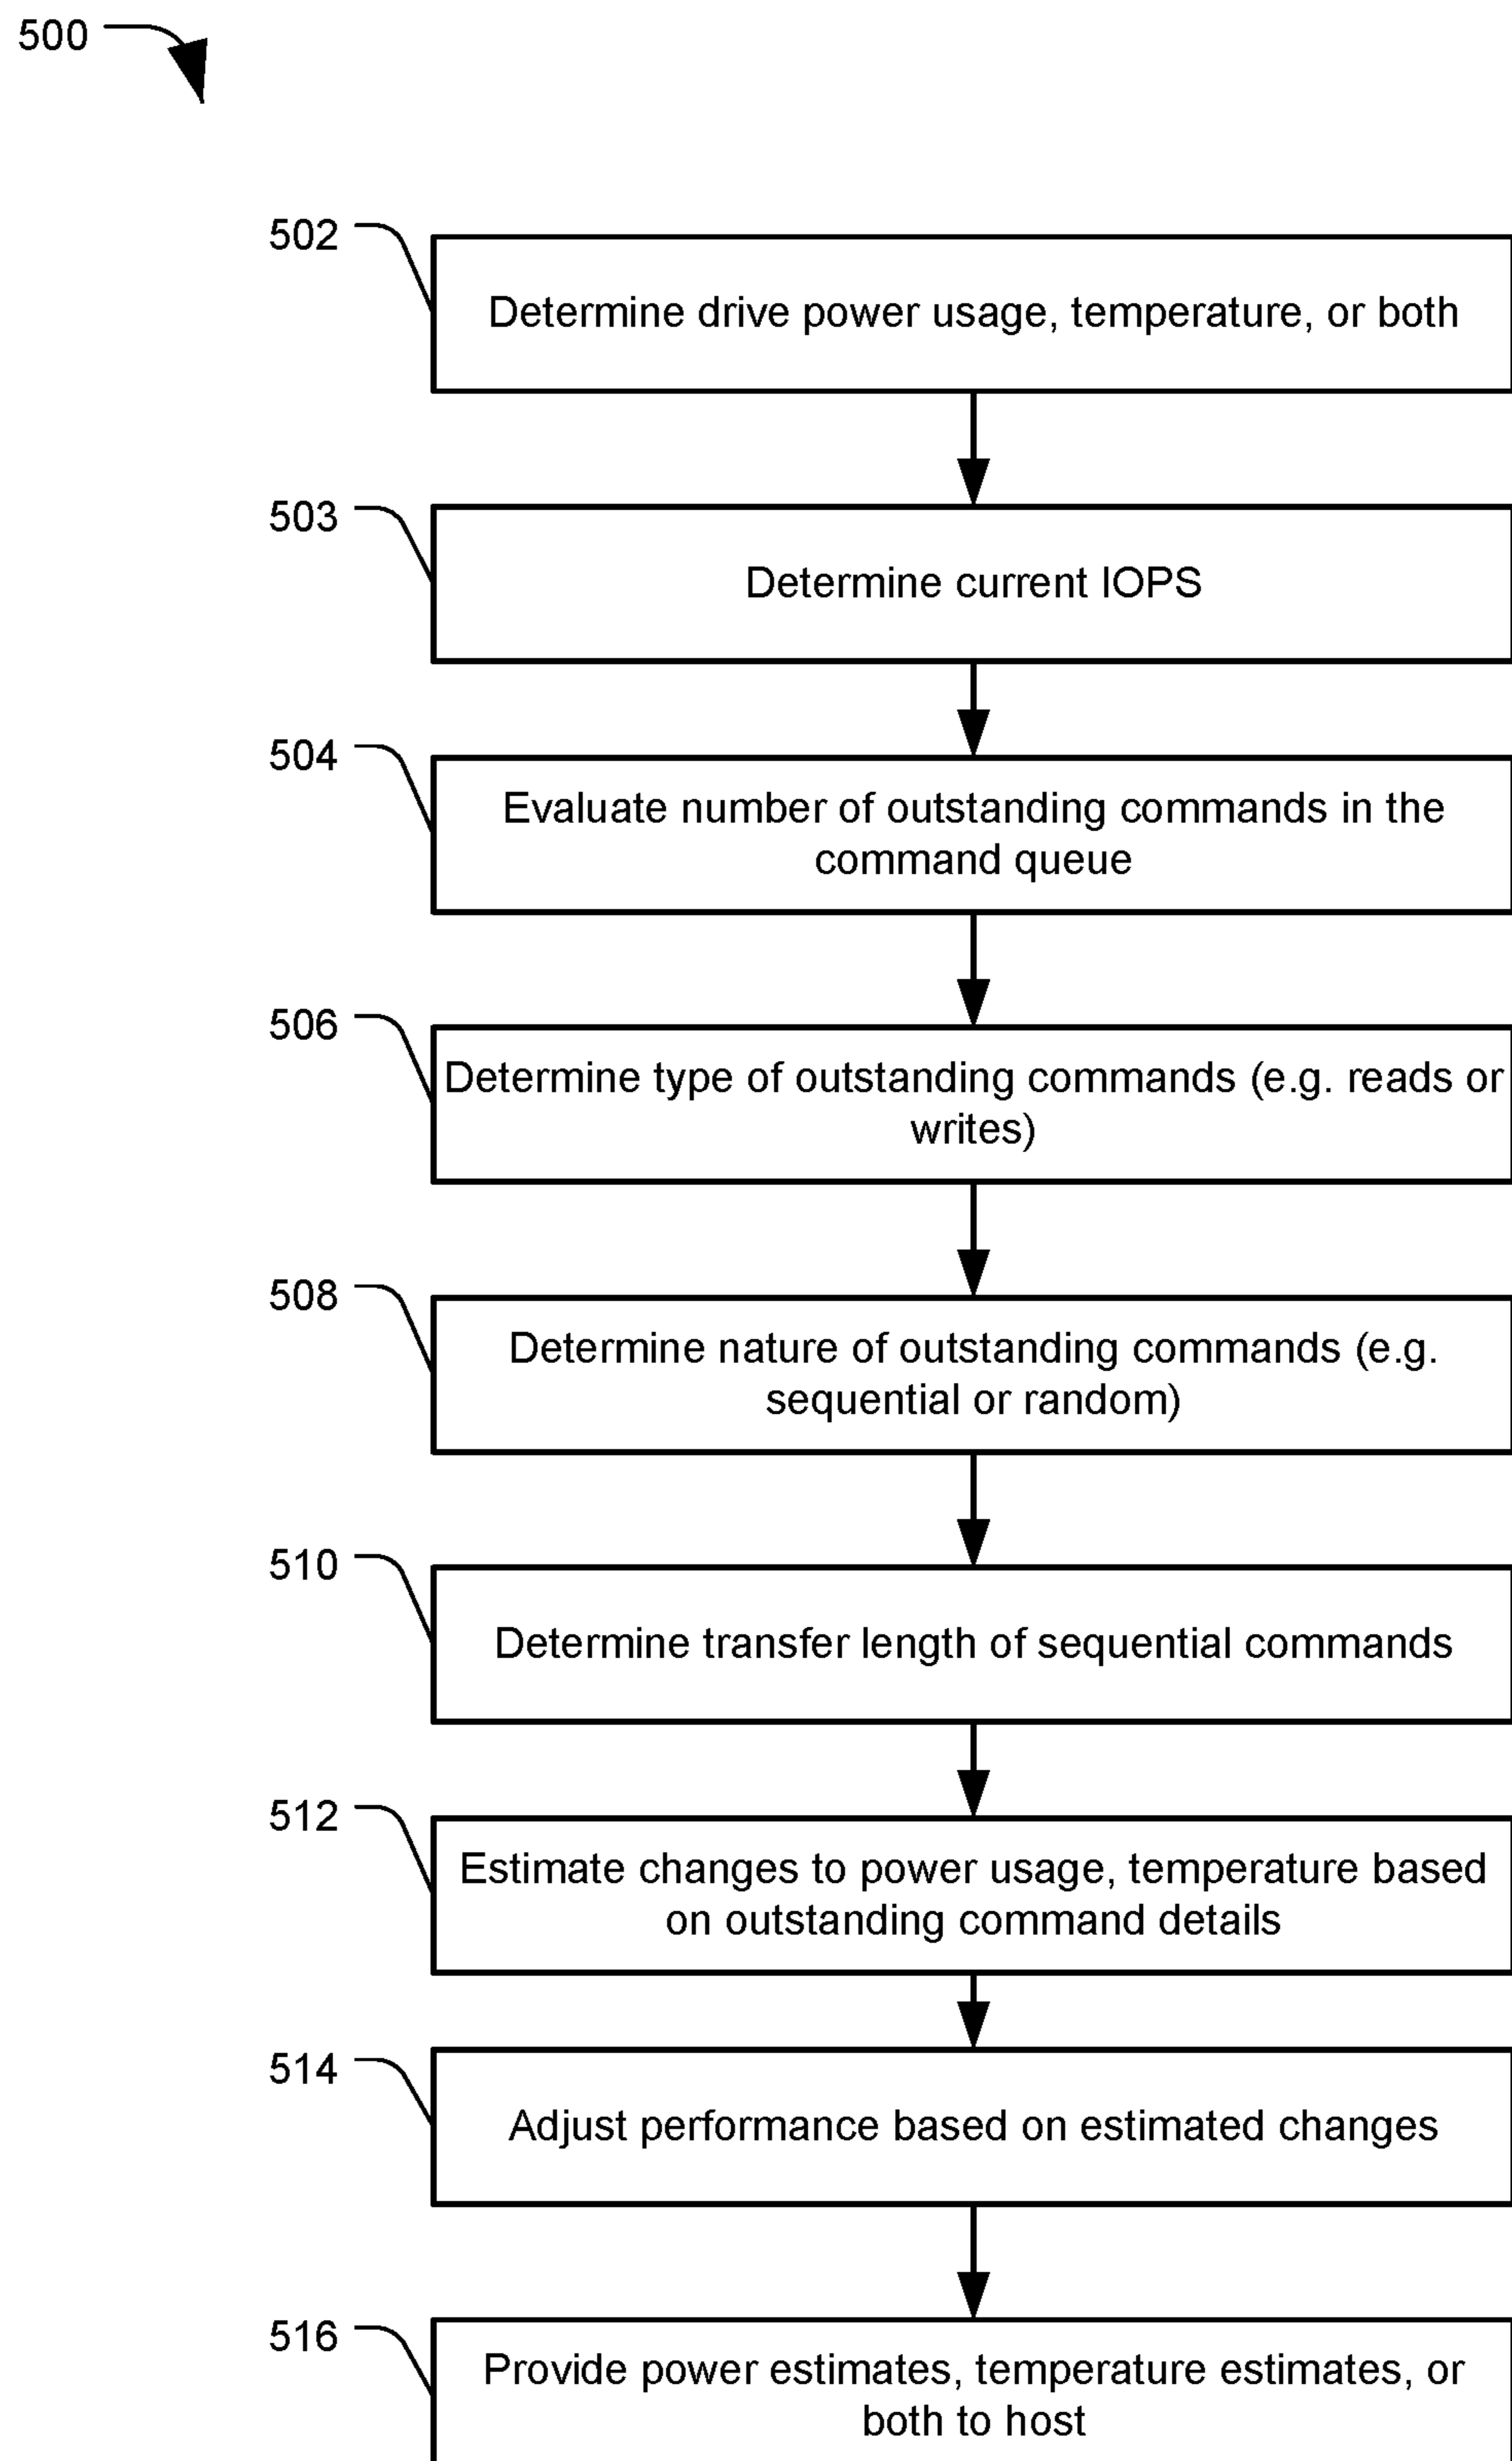 500
502
Determine drive power usage, temperature, or both
503
Determine current IOPS
504
Evaluate number of outstanding commands in the
command queue
506
Determine type of outstanding commands (e.g. reads or
writes)
508
Determine nature of outstanding commands (e.g.
sequential or random)
510
Determine transfer length of sequential commands
512
Estimate changes to power usage, temperature based
on outstanding command details
514
Adjust performance based on estimated changes
516
Provide power estimates, temperature estimates, or
both to host